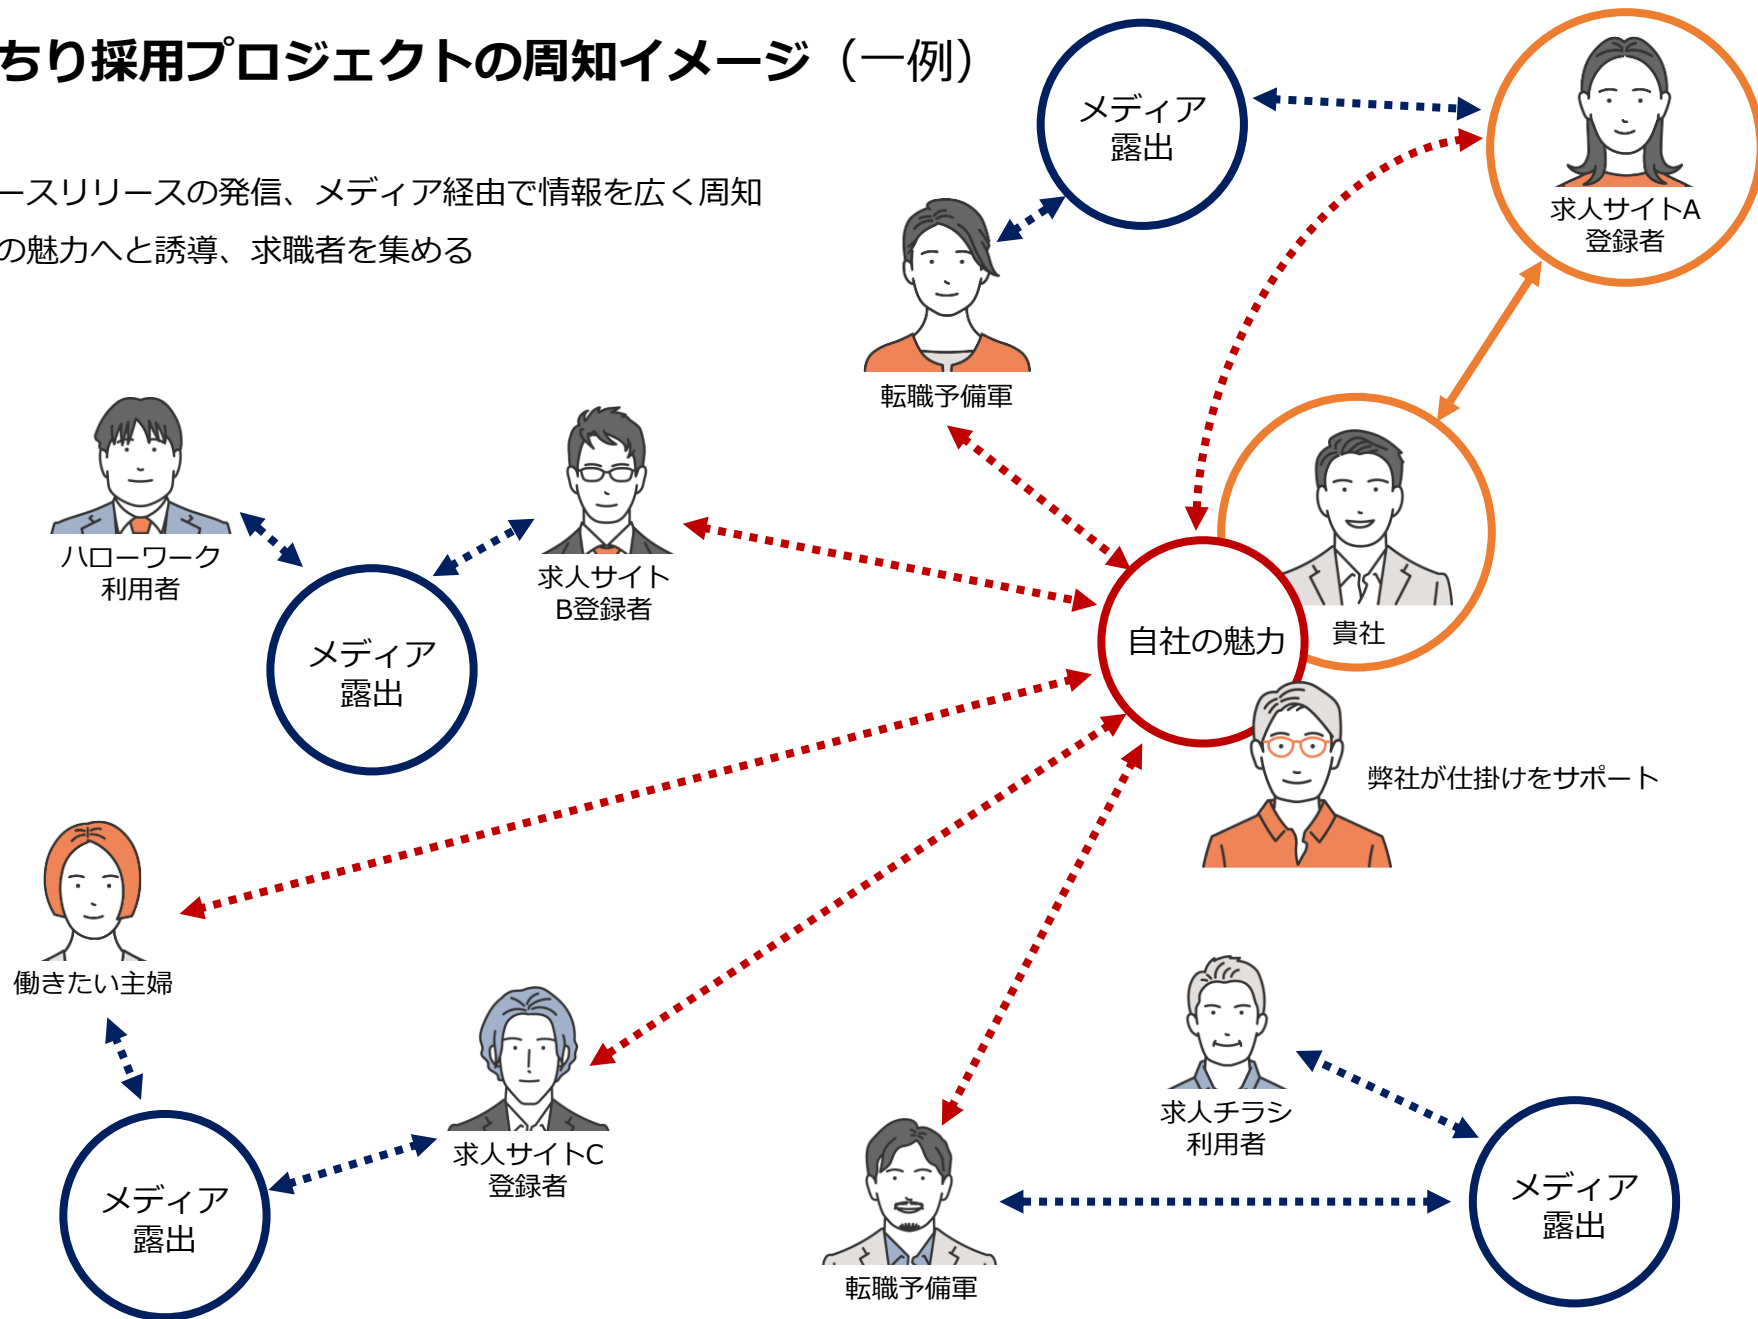 ちり採用プロジェクトの周知イメージ（一例）
ースリリースの発信、メディア経由で情報を広く周知
の魅力へと誘導、求職者を集める
メディア
露出
求人サイトA
登録者
転職予備軍
ハローワーク
利用者
求人サイト
B登録者
メディア
露出
自社の魅力
貴社
弊社が仕掛けをサポート
働きたい主婦
求人サイトC
登録者
求人チラシ
利用者
メディア
露出
転職予備軍
メディア
露出